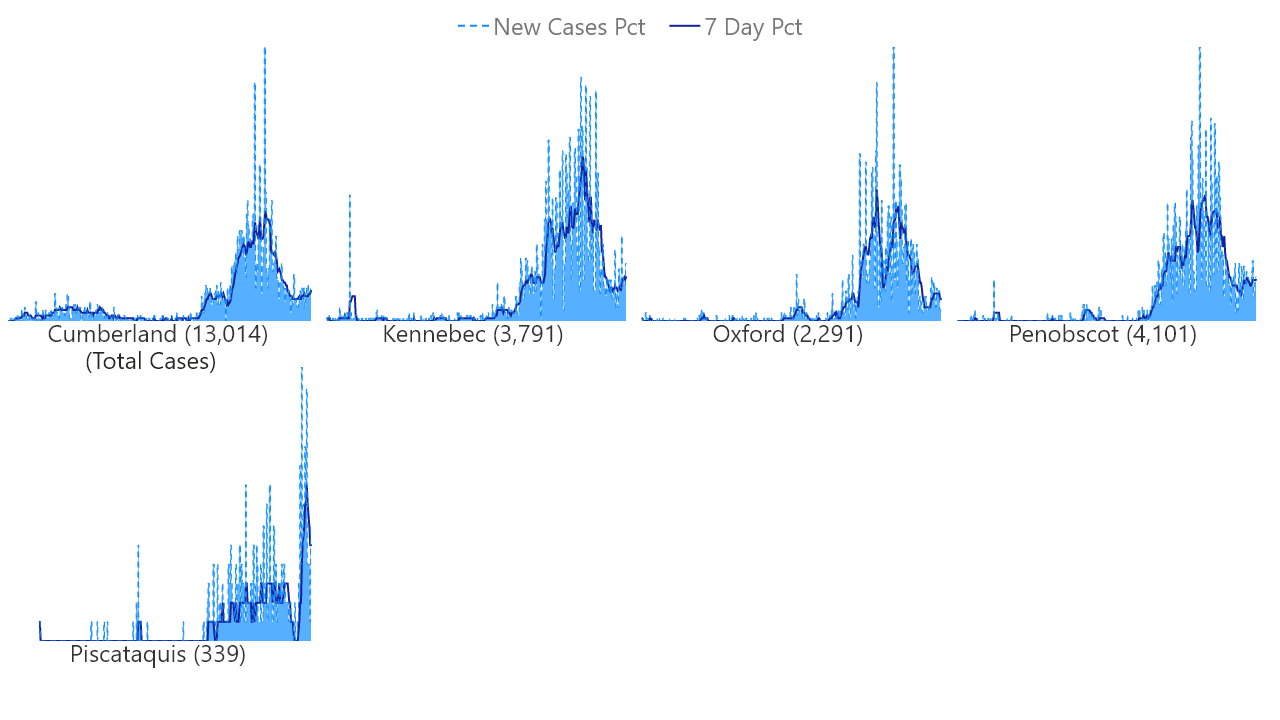 New Cases Pct 7 Day Pct
Cumberland (13,014) Kennebec (3,791) Oxford (2,291) Penobscot (4,101)
(Total Cases)
Piscataquis (339)